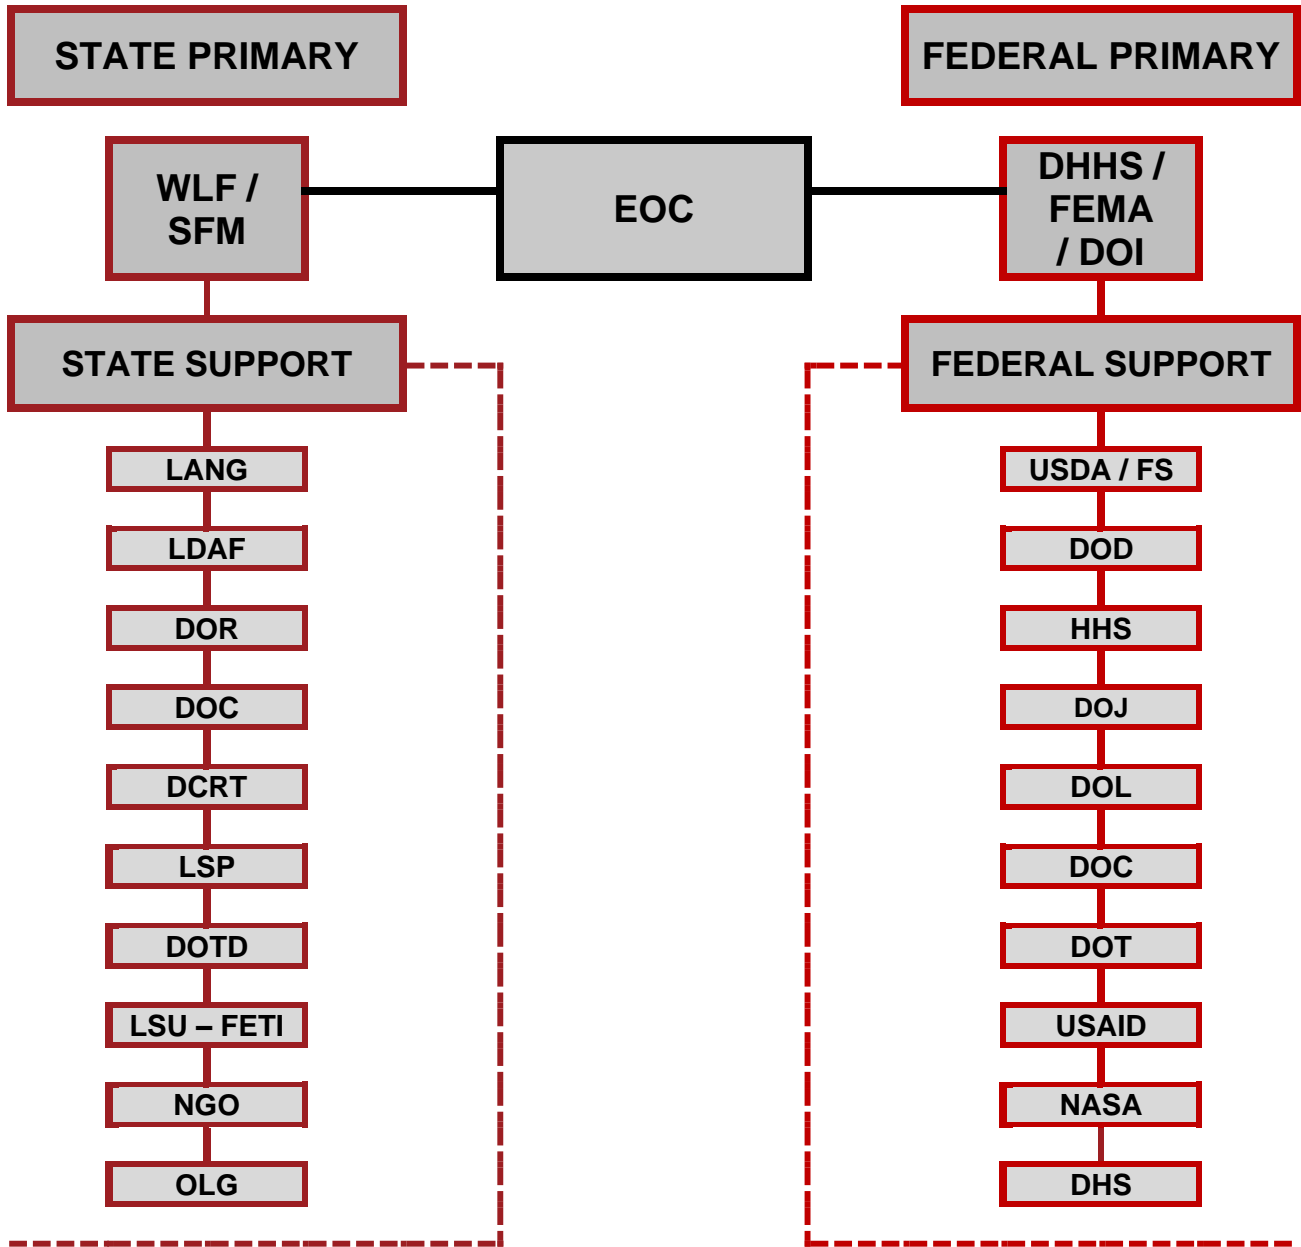 STATE PRIMARY
FEDERAL PRIMARY
WLF /
SFM
EOC
DHHS /
FEMA
/ DOI
STATE SUPPORT
FEDERAL SUPPORT
LANG
LDAF
DOR
DOC
DCRT
LSP
DOTD
LSU – FETI
NGO
OLG
USDA / FS
DOD
HHS
DOJ
DOL
DOC
DOT
USAID
NASA
DHS